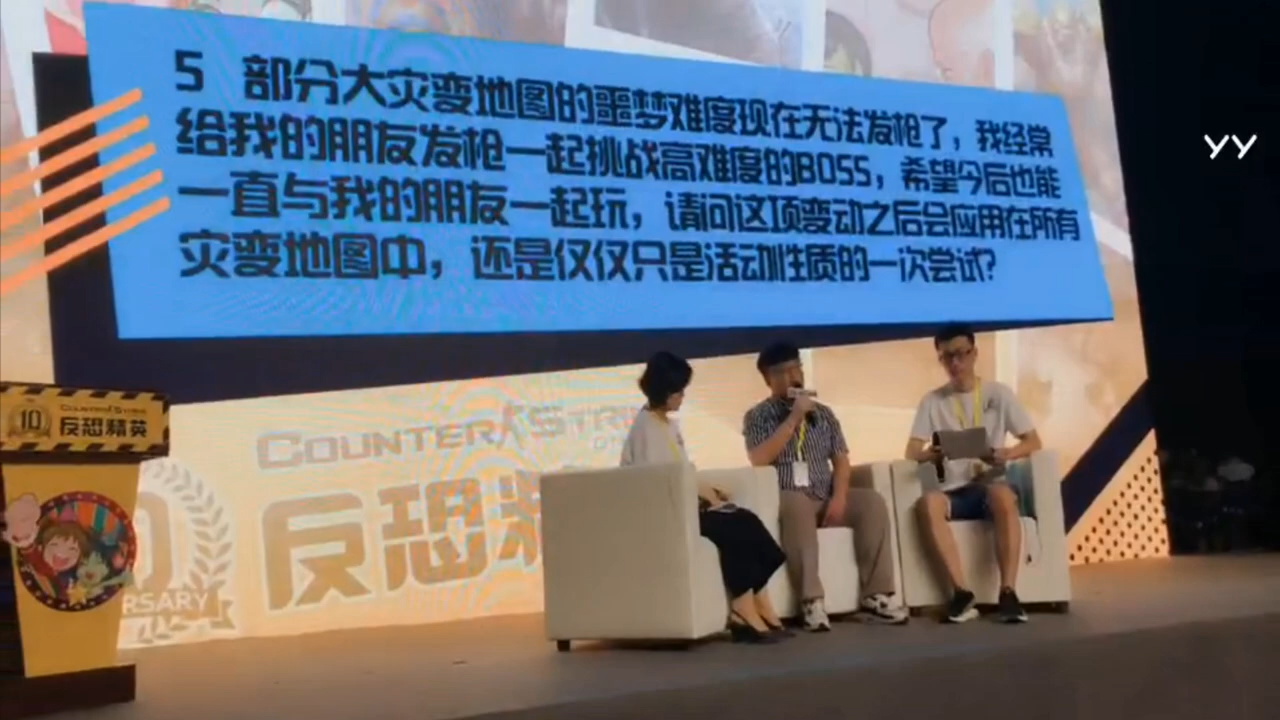 5 部分大灾变地图的噩梦难度现在无法发枪了，我经常
给我的朋友发枪一起挑战高难度的BOSS，希望今后也能
一直与我的朋友一起玩，请问这项变动之后会应用在所有
灾变地图中，还是仅仅只是活动性质的一次尝试?
YY
10
COUNTER STRIKE
反恐精英
COUNTER STRI
反恐精
RSARY